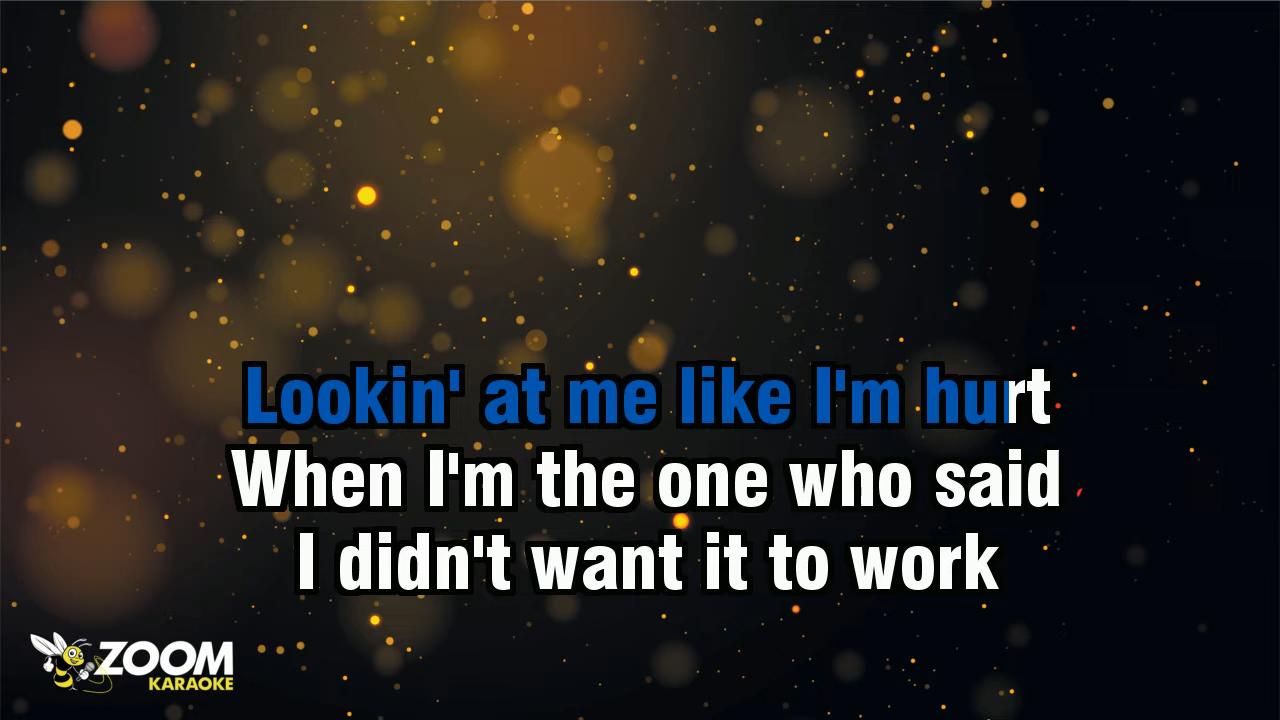 Lookin' at me like I'm hurt
When I'm the one who said
I didn't want it to work
ZOOM
KARAOKE